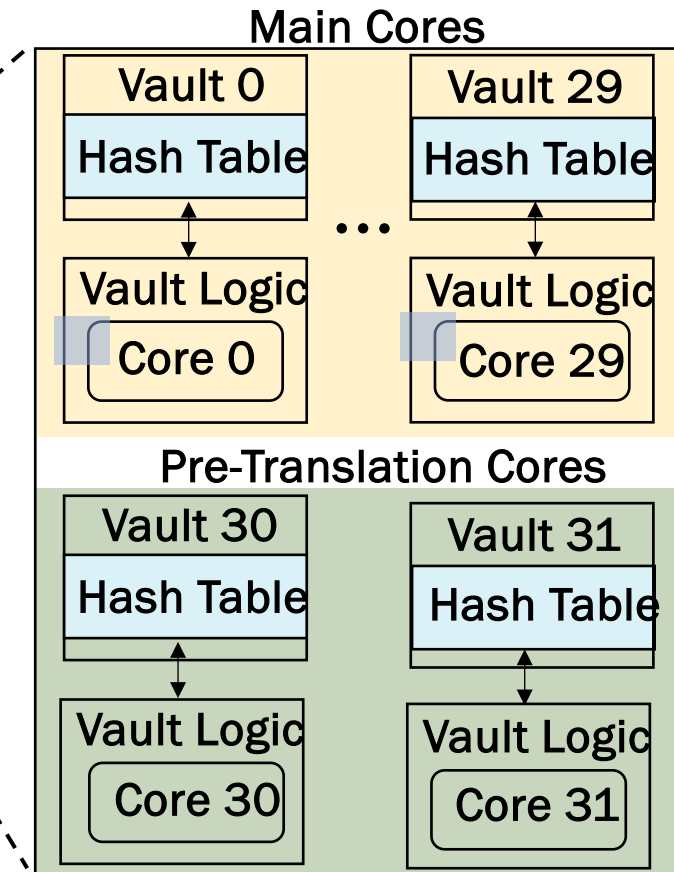 Main Cores
Vault 0
Vault 29
Hash Table
Hash Table
...
Vault Logic
Vault Logic
Core 0
Core 29
Pre-Translation Cores
Vault 30
Vault 31
Hash Table
Hash Table
Vault Logic
Vault Logic
Core 30
Core 31